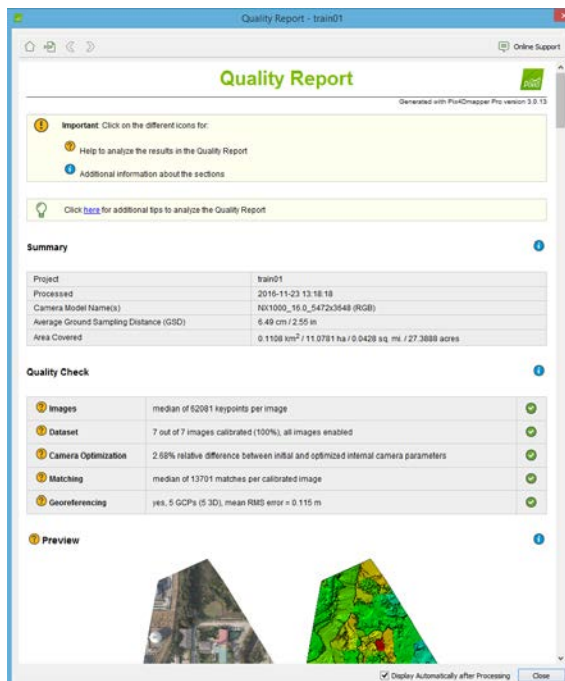 Quality Report - train01
Online Support
Quality Report
Generated with Pix4Dmapper Pro version 3.0.13
Important: Click on the different icons for:
Help to analyze the results in the Quality Report
Additional information about the sections
Click here for additional tips to analyze the Quality Report
Summary
Project train01
Processed 2016-11-23 13:18:18
Camera Model Name(s) NX1000_16.0_5472x3648 (RGB)
Average Ground Sampling Distance (GSD) 6.49 cm / 2.55 in
Area Covered 0.1108 km² / 11.0781 ha / 0.0428 sq. mi. / 27.3888 acres
Quality Check
Images median of 62081 keypoints per image
Dataset 7 out of 7 images calibrated (100%), all images enabled
Camera Optimization 2.68% relative difference between initial and optimized internal camera parameters
Matching median of 13701 matches per calibrated image
Georeferencing yes, 5 GCPs (5 3D), mean RMS error = 0.115 m
Preview
Display Automatically after Processing Close